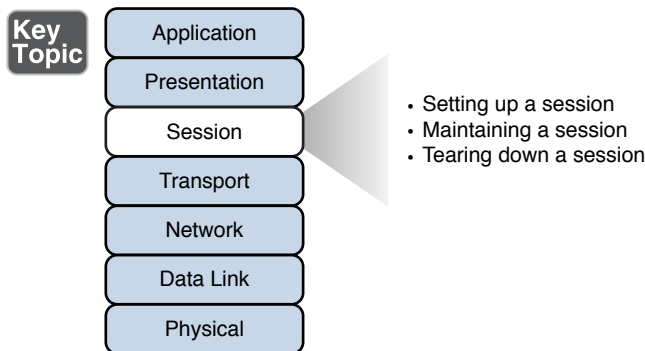 Key
Topic
Application
Presentation
Session
Transport
Network
Data Link
Physical
• Setting up a session
• Maintaining a session
• Tearing down a session